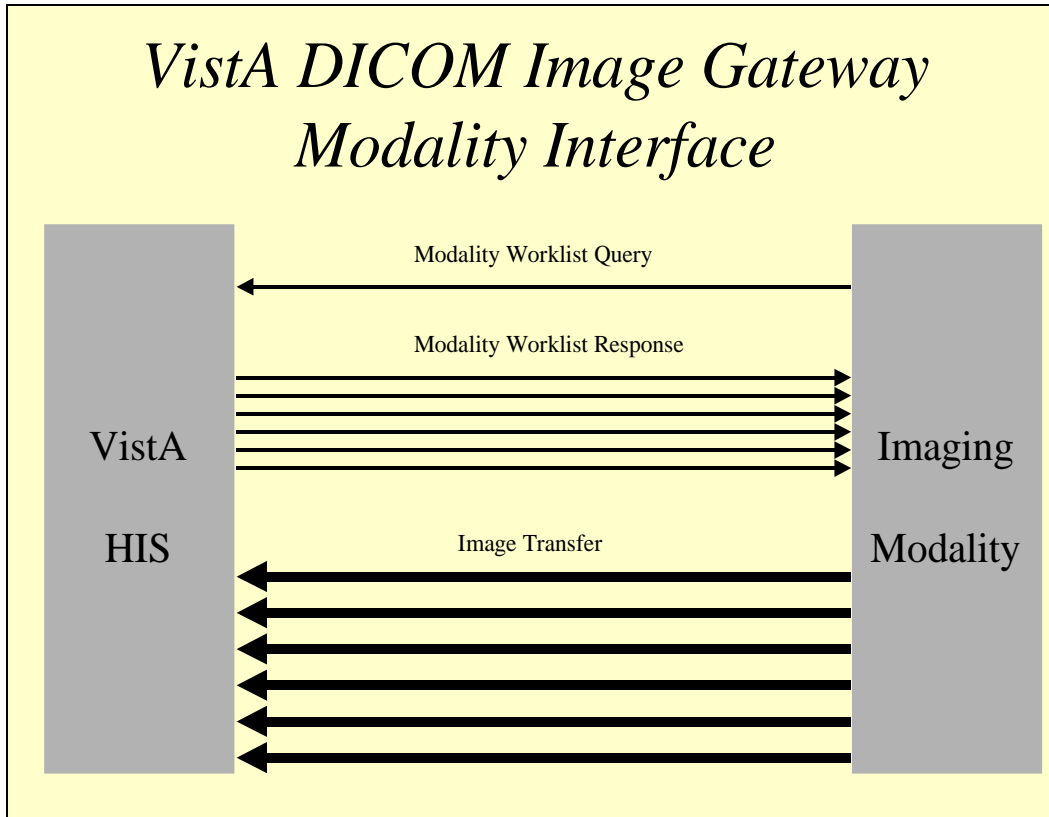 VistA DICOM Image Gateway
Modality Interface
Modality Worklist Query
Modality Worklist Response
VistA
HIS
Imaging
Modality
Image Transfer